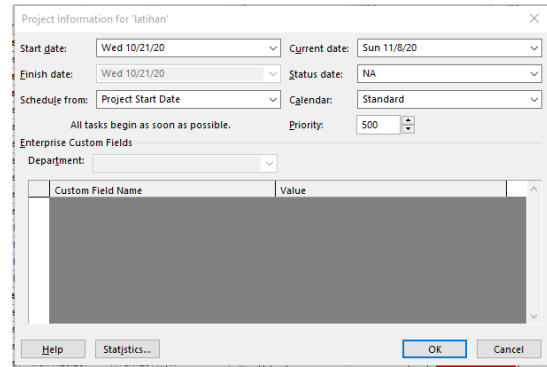 Project Information for 'latihan'
Start date: Wed 10/21/20 Current date: Sun 11/8/20
Finish date: Wed 10/21/20 Status date: NA
Schedule from: Project Start Date Calendar: Standard
All tasks begin as soon as possible. Priority: 500
Enterprise Custom Fields
Department:
Custom Field Name Value
Help Statistics... OK Cancel